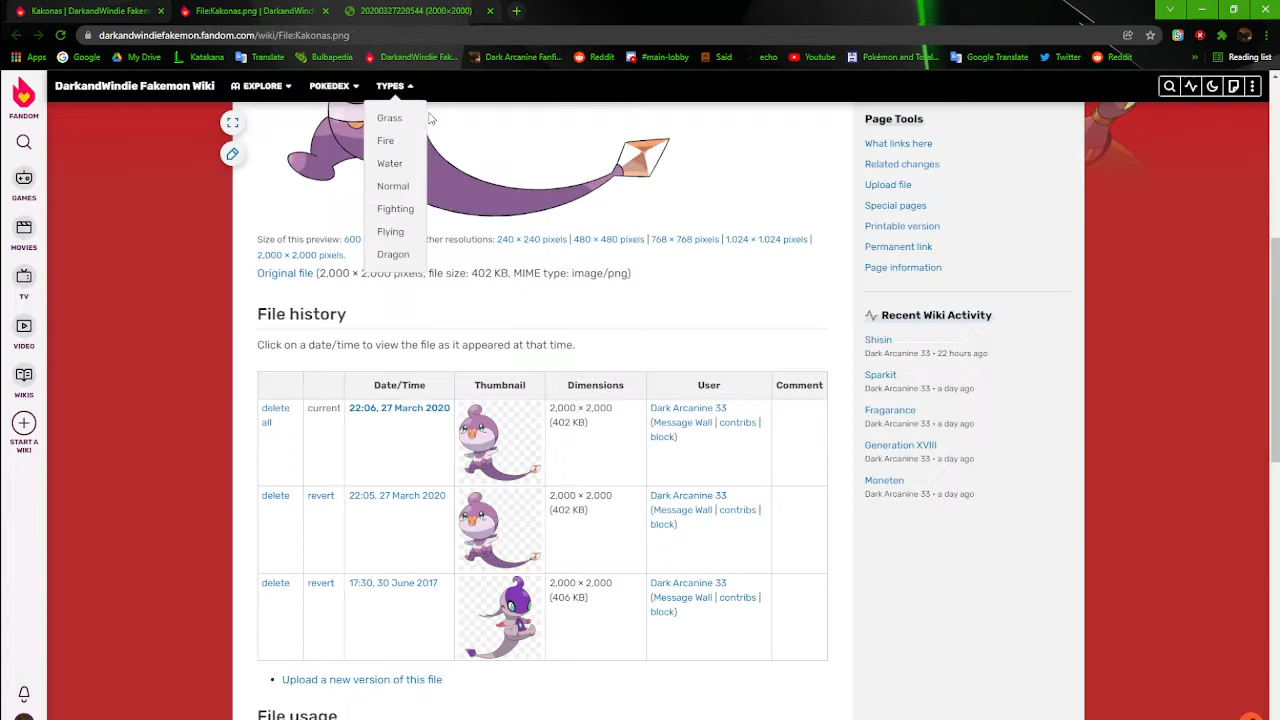 Kakonas | DarkandWindie Fakemon
File:Kakonas.png | DarkandWindi
20200327220544 (2000×2000)
darkandwindiefakemon.fandom.com/wiki/File:Kakonas.png
Apps
Google
My Drive
Katakana
Translate
Bulbapedia
DarkandWindie Fak...
Dark Arcanine Fanfi...
Reddit
#main-lobby
Said
echo
Youtube
Pokémon and Total...
Google Translate
Twitter
Reddit
»
Reading list
FANDOM
GAMES
MOVIES
TV
VIDEO
WIKIS
START A
WIKI
DarkandWindie Fakemon Wiki
EXPLORE
POKEDEX
TYPES
Grass
Fire
Water
Normal
Fighting
Flying
Dragon
Size of this preview: 600
ther resolutions: 240 × 240 pixels | 480 × 480 pixels | 768 × 768 pixels | 1,024 × 1,024 pixels |
2,000 × 2,000 pixels.
Original file (2,000 × 2,000 pixels, file size: 402 KB, MIME type: image/png)
File history
Click on a date/time to view the file as it appeared at that time.
Date/Time Thumbnail Dimensions User Comment
delete all
current
22:06, 27 March 2020
2,000 × 2,000
(402 KB)
Dark Arcanine 33
(Message Wall | contribs |
block)
delete
revert
22:05, 27 March 2020
2,000 × 2,000
(402 KB)
Dark Arcanine 33
(Message Wall | contribs |
block)
delete
revert
17:30, 30 June 2017
2,000 × 2,000
(406 KB)
Dark Arcanine 33
(Message Wall | contribs |
block)
• Upload a new version of this file
File usage
Page Tools
What links here
Related changes
Upload file
Special pages
Printable version
Permanent link
Page information
Recent Wiki Activity
Shisin
Dark Arcanine 33 • 22 hours ago
Sparkit
Dark Arcanine 33 • a day ago
Fragarance
Dark Arcanine 33 • a day ago
Generation XVIII
Dark Arcanine 33 • a day ago
Moneten
Dark Arcanine 33 • a day ago